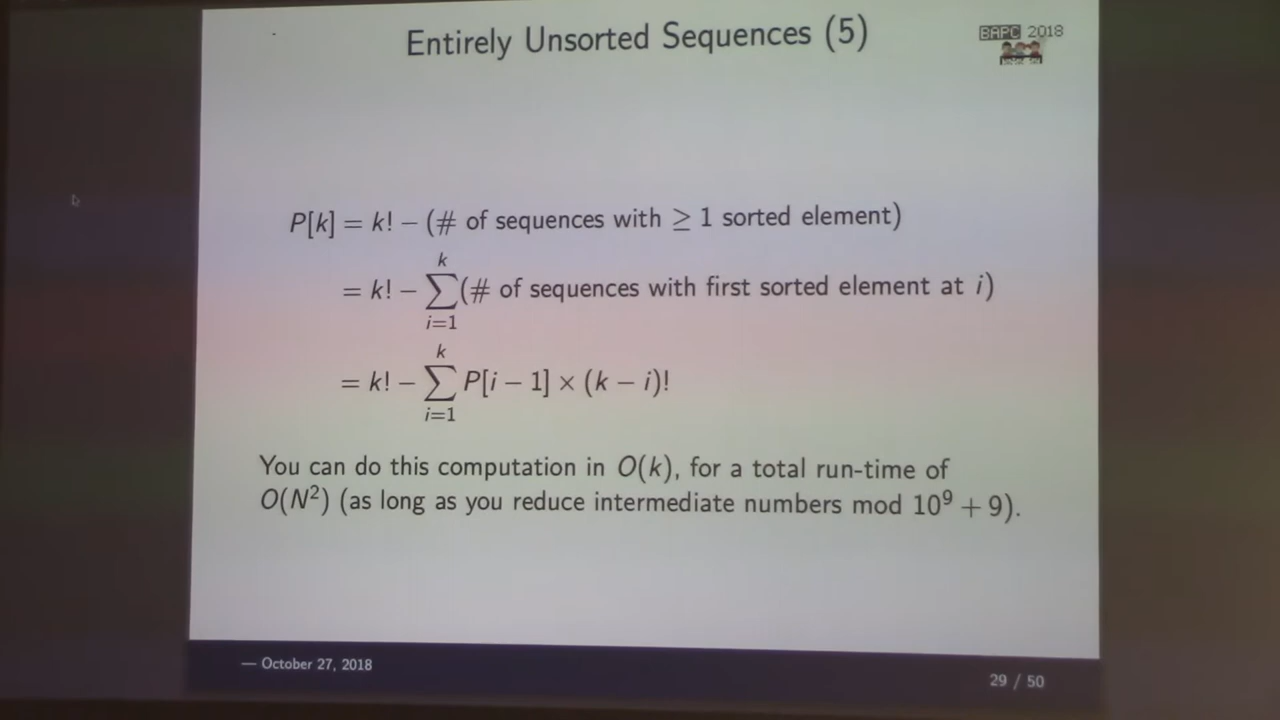 Entirely Unsorted Sequences (5)
BAPC 2018
P[k] = k! − (# of sequences with ≥ 1 sorted element)
= k! − ∑_{i=1}^{k} (# of sequences with first sorted element at i)
= k! − ∑_{i=1}^{k} P[i − 1] × (k − i)!
You can do this computation in O(k), for a total run-time of
O(N²) (as long as you reduce intermediate numbers mod 10⁹ + 9).
— October 27, 2018
29 / 50